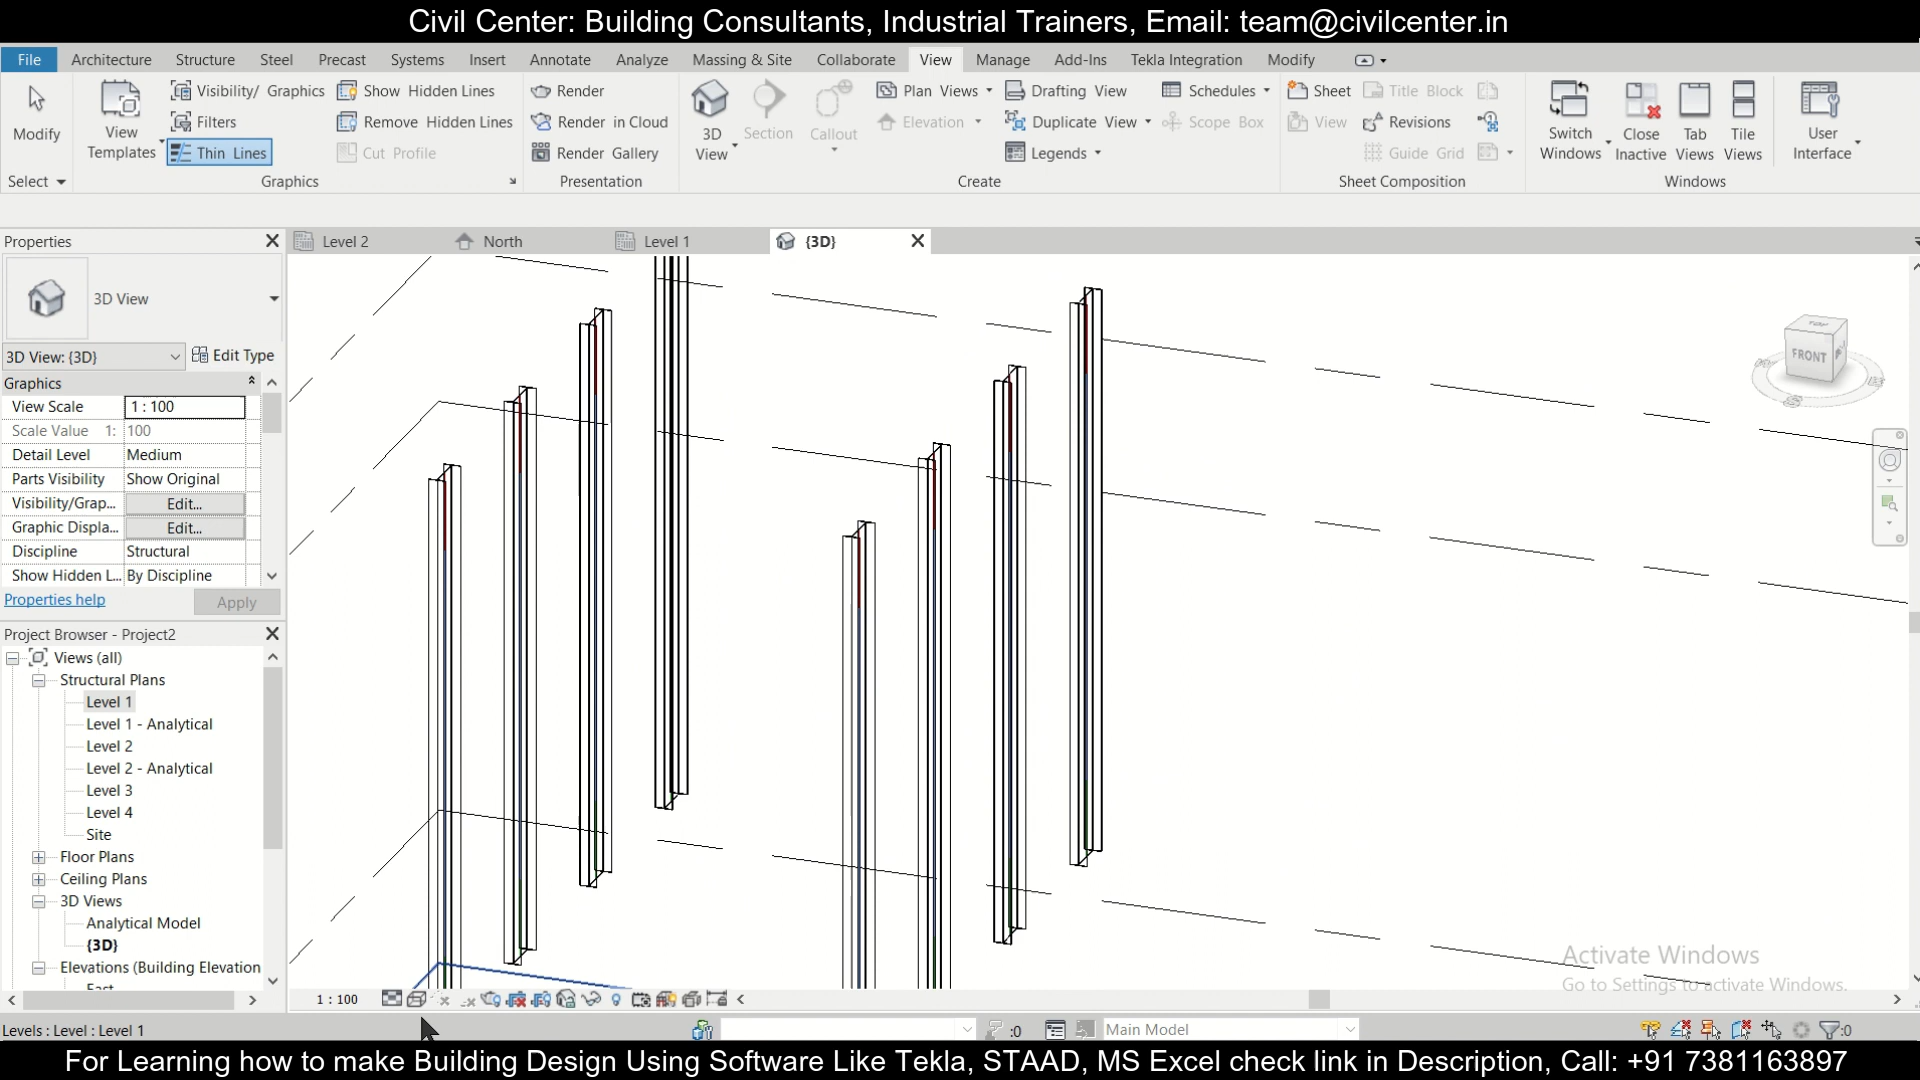 Civil Center: Building Consultants, Industrial Trainers, Email: team@civilcenter.in
File Architecture Structure Steel Precast Systems Insert Annotate Analyze Massing & Site Collaborate View Manage Add-Ins Tekla Integration Modify
Modify
Select
View Templates
Visibility/ Graphics
Filters
Thin Lines
Show Hidden Lines
Remove Hidden Lines
Cut Profile
Graphics
Render
Render in Cloud
Render Gallery
Presentation
3D View
Section
Callout
Plan Views
Elevation
Drafting View
Duplicate View
Legends
Schedules
Scope Box
Create
Sheet
View
Title Block
Revisions
Guide Grid
Sheet Composition
Switch Windows
Close Inactive
Tab Views
Tile Views
Windows
User Interface
Properties
Level 2 North Level 1 {3D}
3D View
3D View: {3D} Edit Type
Graphics
View Scale 1 : 100
Scale Value 1: 100
Detail Level Medium
Parts Visibility Show Original
Visibility/Grap... Edit...
Graphic Displa... Edit...
Discipline Structural
Show Hidden L... By Discipline
Properties help Apply
Project Browser - Project2
Views (all)
Structural Plans
Level 1
Level 1 - Analytical
Level 2
Level 2 - Analytical
Level 3
Level 4
Site
Floor Plans
Ceiling Plans
3D Views
Analytical Model
{3D}
Elevations (Building Elevation
East
TOP
FRONT
Activate Windows
Go to Settings to activate Windows.
1 : 100
Levels : Level : Level 1
:0
Main Model
:0
For Learning how to make Building Design Using Software Like Tekla, STAAD, MS Excel check link in Description, Call: +91 7381163897